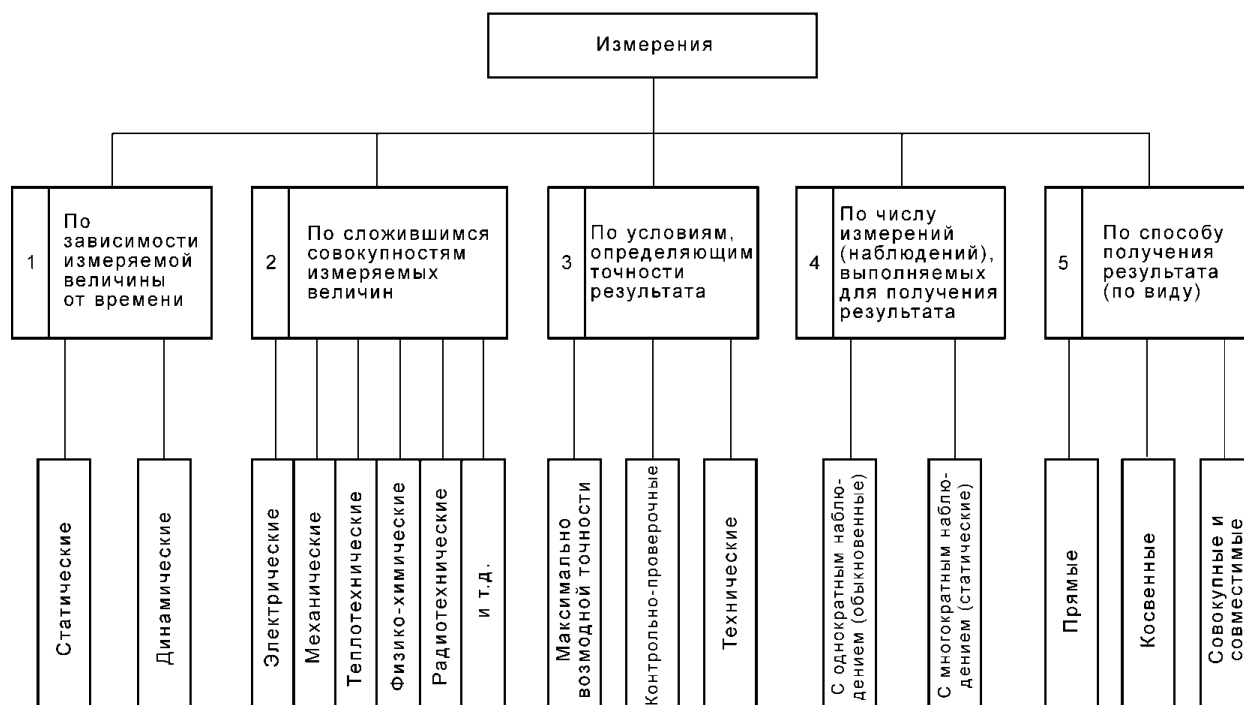 Измерения
1
По
зависимости
измеряемой
величины
от времени
2
По сложившимся
совокупностям
измеряемых
величин
3
По условиям,
определяющим
точности
результата
4
По числу
измерений
(наблюдений),
выполняемых
для получения
результата
5
По способу
получения
результата
(по виду)
Статические
Динамические
Электрические
Механические
Теплотехнические
Физико-химические
Радиотехнические
и т.д.
Максимально
возмодной точности
Контрольно-проверочные
Технические
С однократным наблю-
дением (обыкновенные)
С многократным наблю-
дением (статические)
Прямые
Косвенные
Совокупные и
совместимые